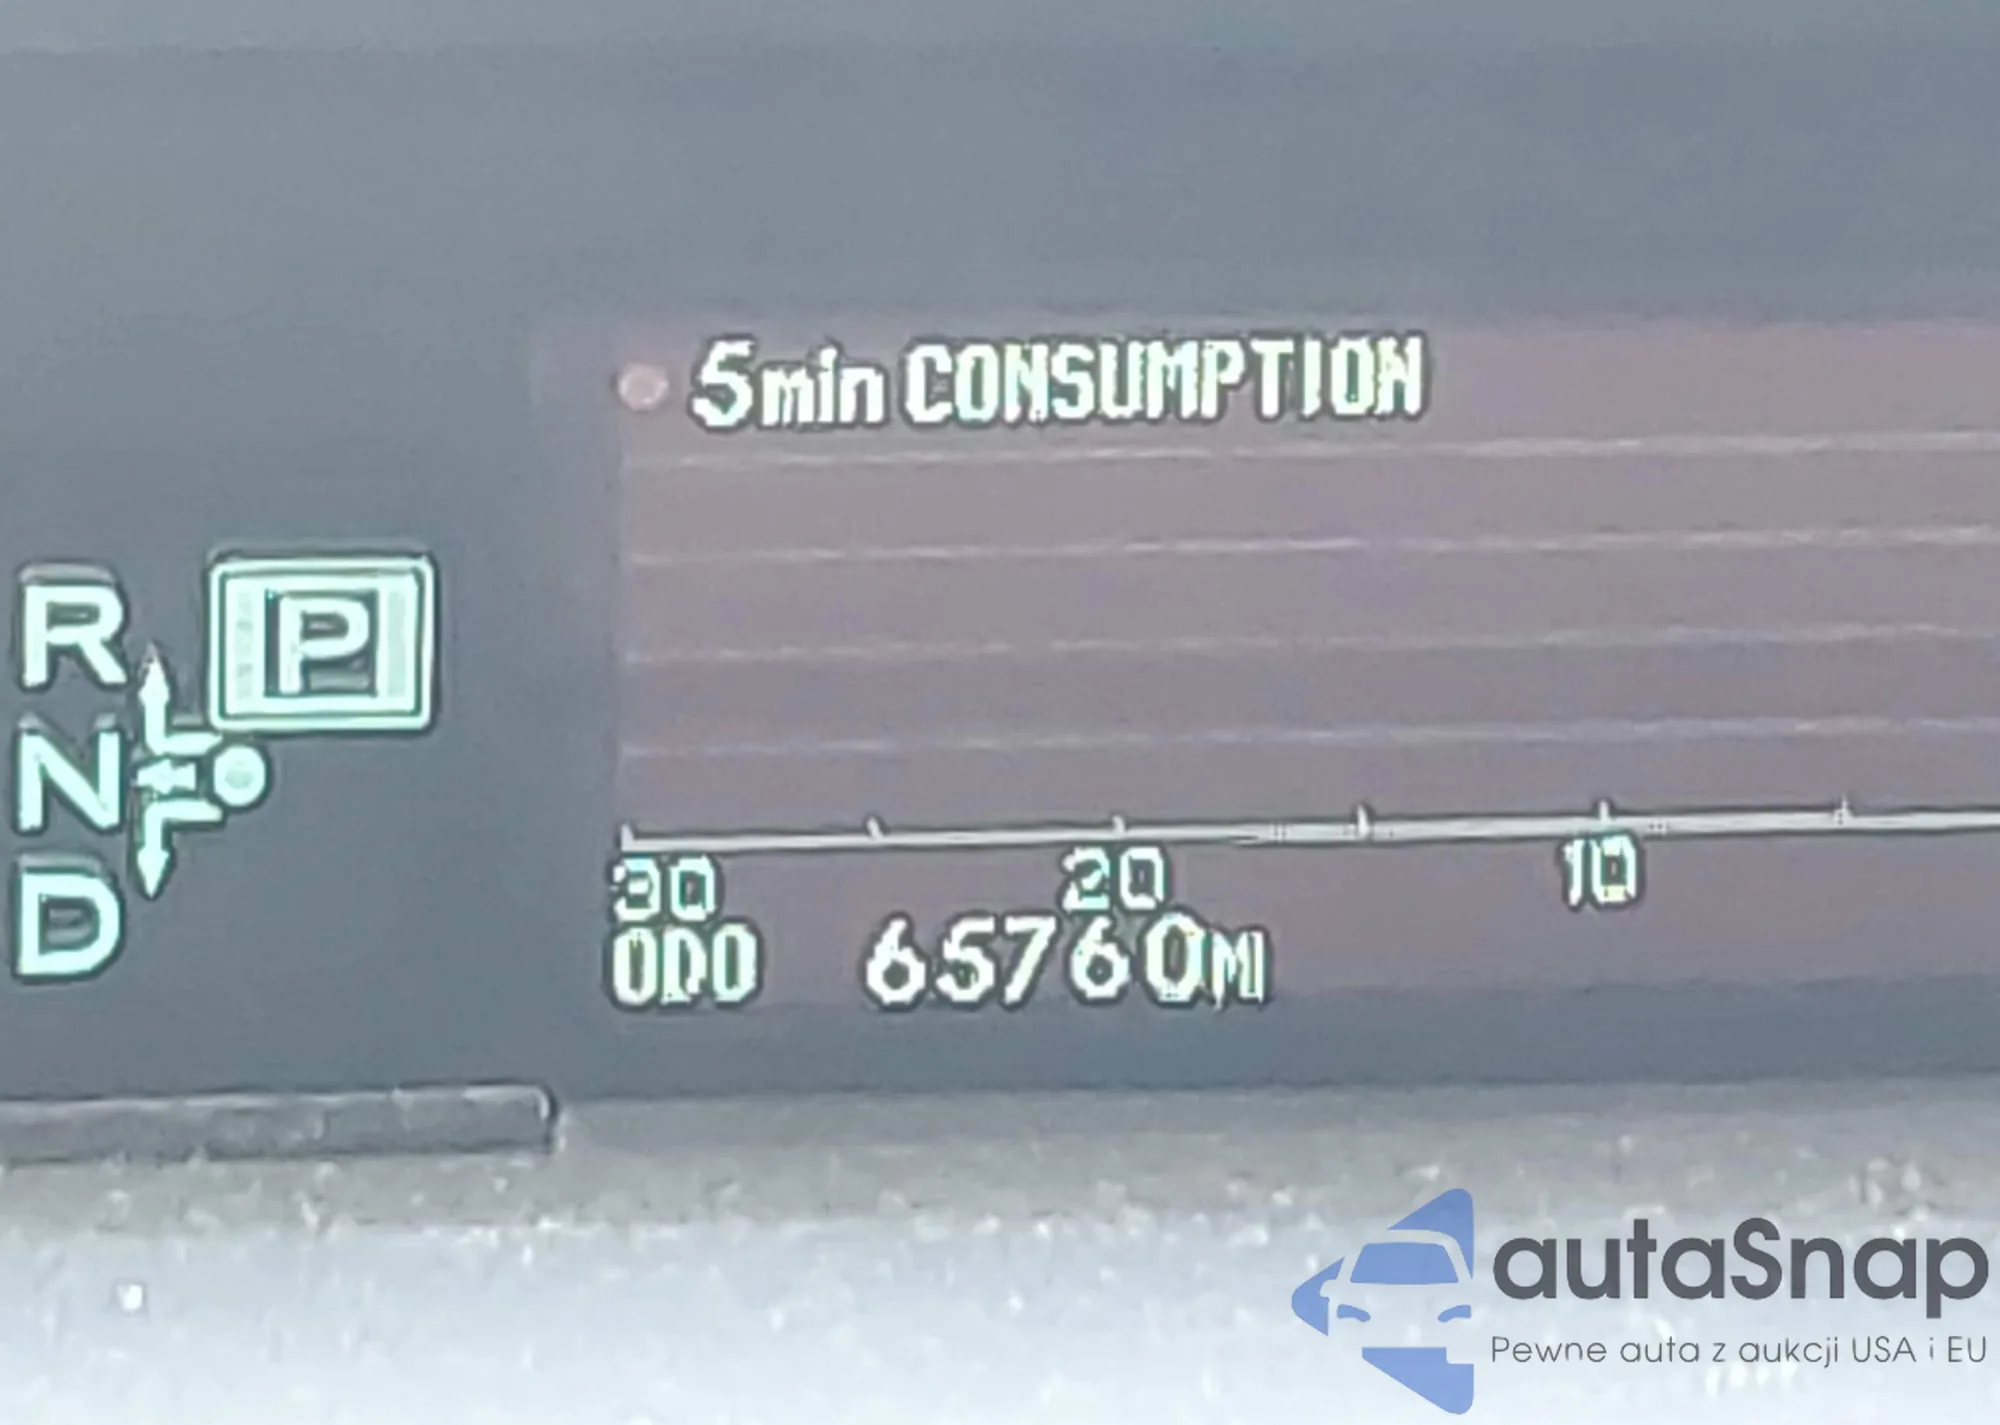 5min CONSUMPTION
R P
N
D
30 20 10
ODO 65760MI
autaSnap
Pewne auta z aukcji USA i EU